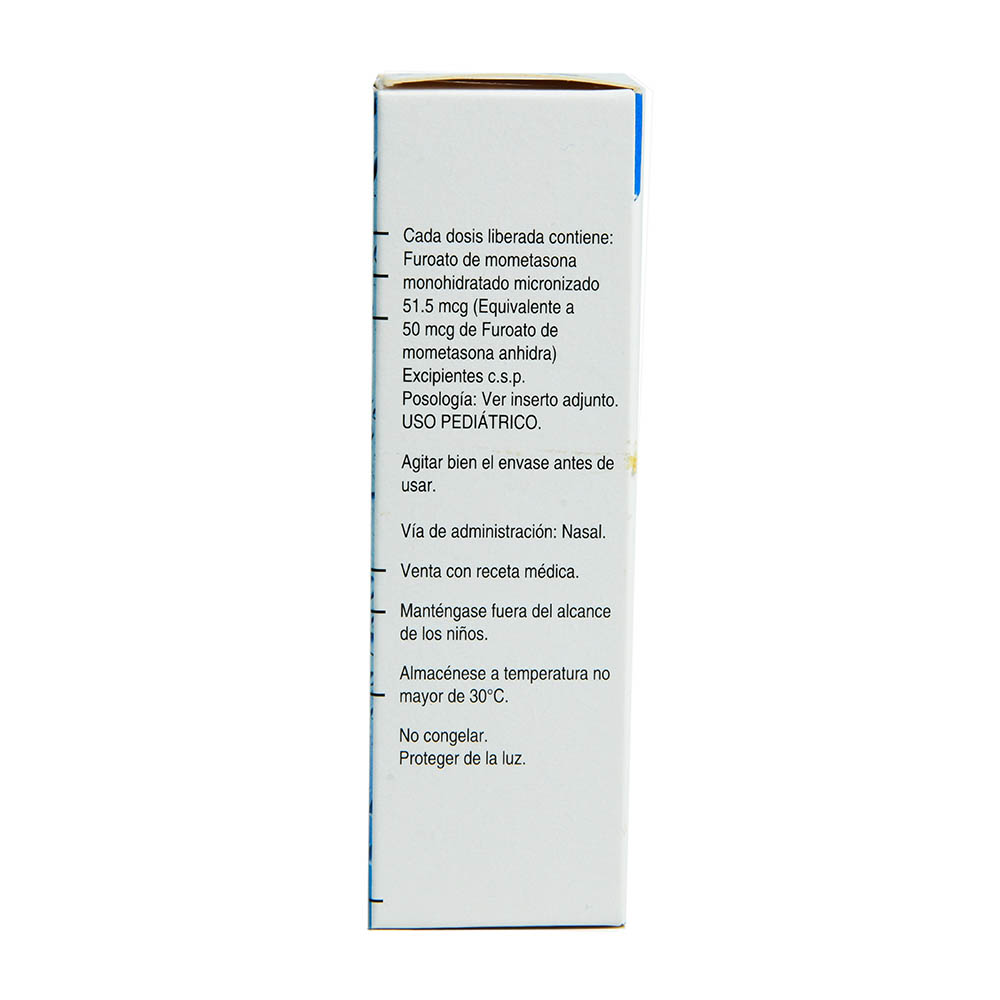 Cada dosis liberada contiene:
Furoato de mometasona
monohidratado micronizado
51.5 mcg (Equivalente a
50 mcg de Furoato de
mometasona anhidra)
Excipientes c.s.p.
Posología: Ver inserto adjunto.
USO PEDIÁTRICO.
Agitar bien el envase antes de
usar.
Vía de administración: Nasal.
Venta con receta médica.
Manténgase fuera del alcance
de los niños.
Almacénese a temperatura no
mayor de 30°C.
No congelar.
Proteger de la luz.